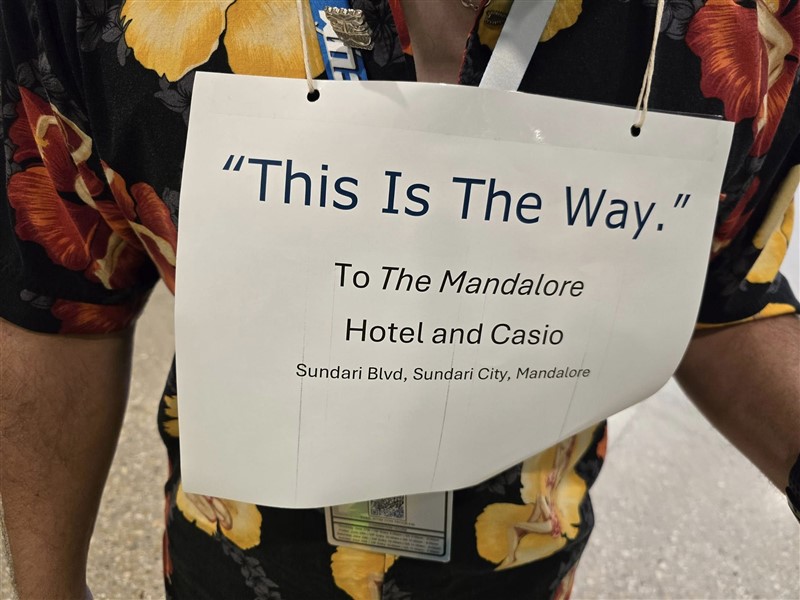 “This Is The Way.”
To The Mandalore
Hotel and Casio
Sundari Blvd, Sundari City, Mandalore